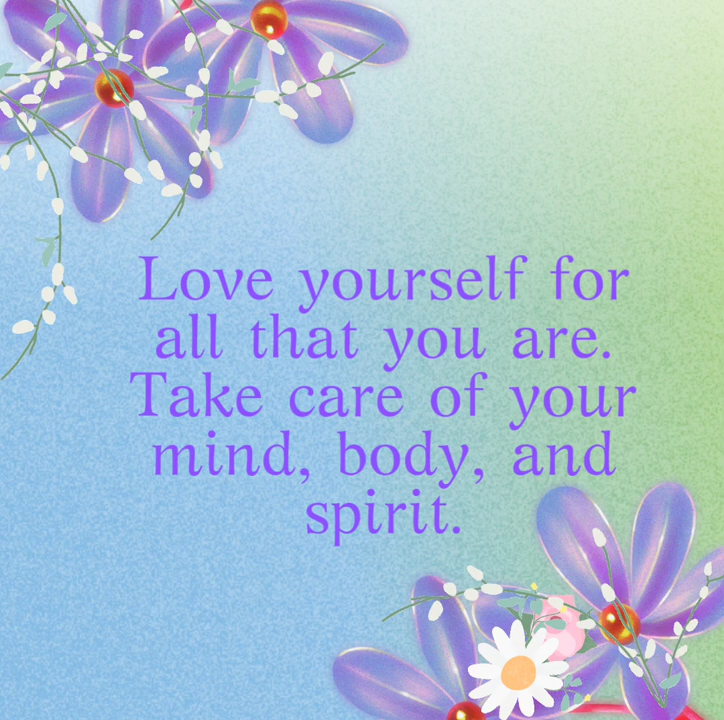 Love yourself for
all that you are.
Take care of your
mind, body, and
spirit.